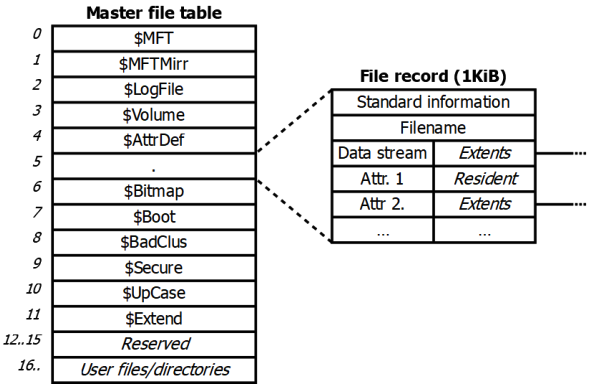 Master file table
0 $MFT
1 $MFTMirr
2 $LogFile
3 $Volume
4 $AttrDef
5 .
6 $Bitmap
7 $Boot
8 $BadClus
9 $Secure
10 $UpCase
11 $Extend
12..15 Reserved
16.. User files/directories
File record (1KiB)
Standard information
Filename
Data stream Extents
Attr. 1 Resident
Attr 2. Extents
... ...